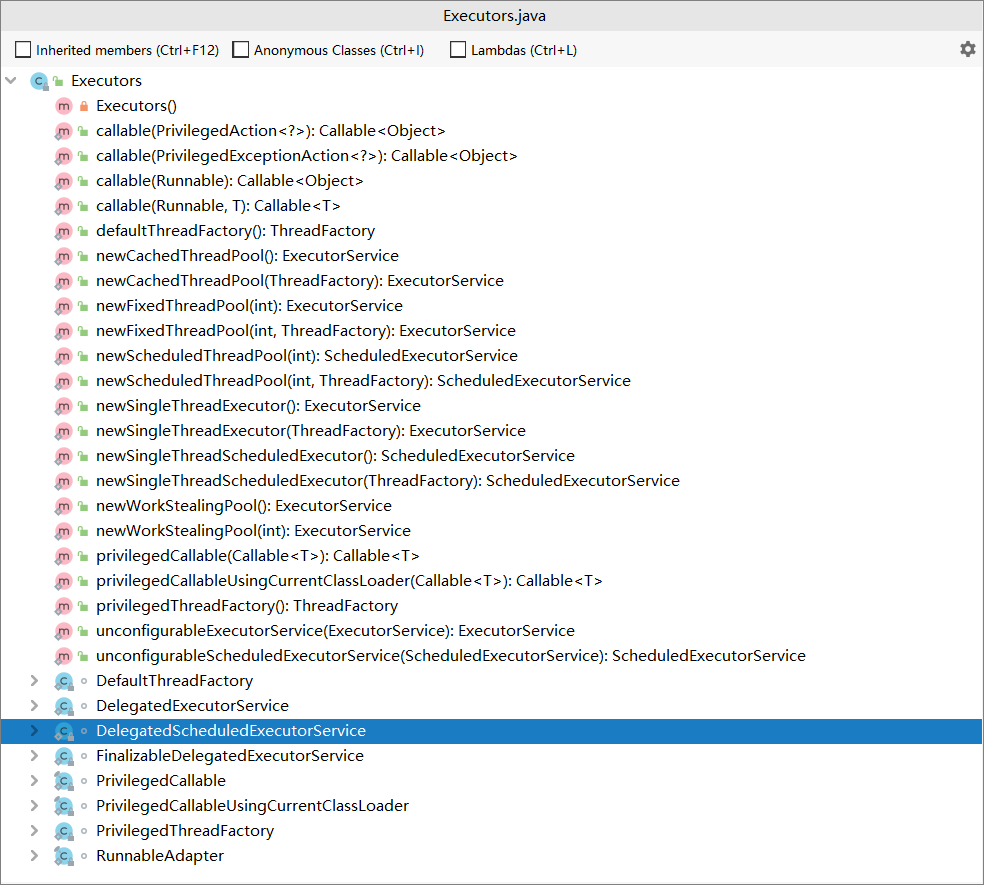 Executors.java
Inherited members (Ctrl+F12) Anonymous Classes (Ctrl+I) Lambdas (Ctrl+L)
Executors
Executors()
callable(PrivilegedAction<?>): Callable<Object>
callable(PrivilegedExceptionAction<?>): Callable<Object>
callable(Runnable): Callable<Object>
callable(Runnable, T): Callable<T>
defaultThreadFactory(): ThreadFactory
newCachedThreadPool(): ExecutorService
newCachedThreadPool(ThreadFactory): ExecutorService
newFixedThreadPool(int): ExecutorService
newFixedThreadPool(int, ThreadFactory): ExecutorService
newScheduledThreadPool(int): ScheduledExecutorService
newScheduledThreadPool(int, ThreadFactory): ScheduledExecutorService
newSingleThreadExecutor(): ExecutorService
newSingleThreadExecutor(ThreadFactory): ExecutorService
newSingleThreadScheduledExecutor(): ScheduledExecutorService
newSingleThreadScheduledExecutor(ThreadFactory): ScheduledExecutorService
newWorkStealingPool(): ExecutorService
newWorkStealingPool(int): ExecutorService
privilegedCallable(Callable<T>): Callable<T>
privilegedCallableUsingCurrentClassLoader(Callable<T>): Callable<T>
privilegedThreadFactory(): ThreadFactory
unconfigurableExecutorService(ExecutorService): ExecutorService
unconfigurableScheduledExecutorService(ScheduledExecutorService): ScheduledExecutorService
DefaultThreadFactory
DelegatedExecutorService
DelegatedScheduledExecutorService
FinalizableDelegatedExecutorService
PrivilegedCallable
PrivilegedCallableUsingCurrentClassLoader
PrivilegedThreadFactory
RunnableAdapter